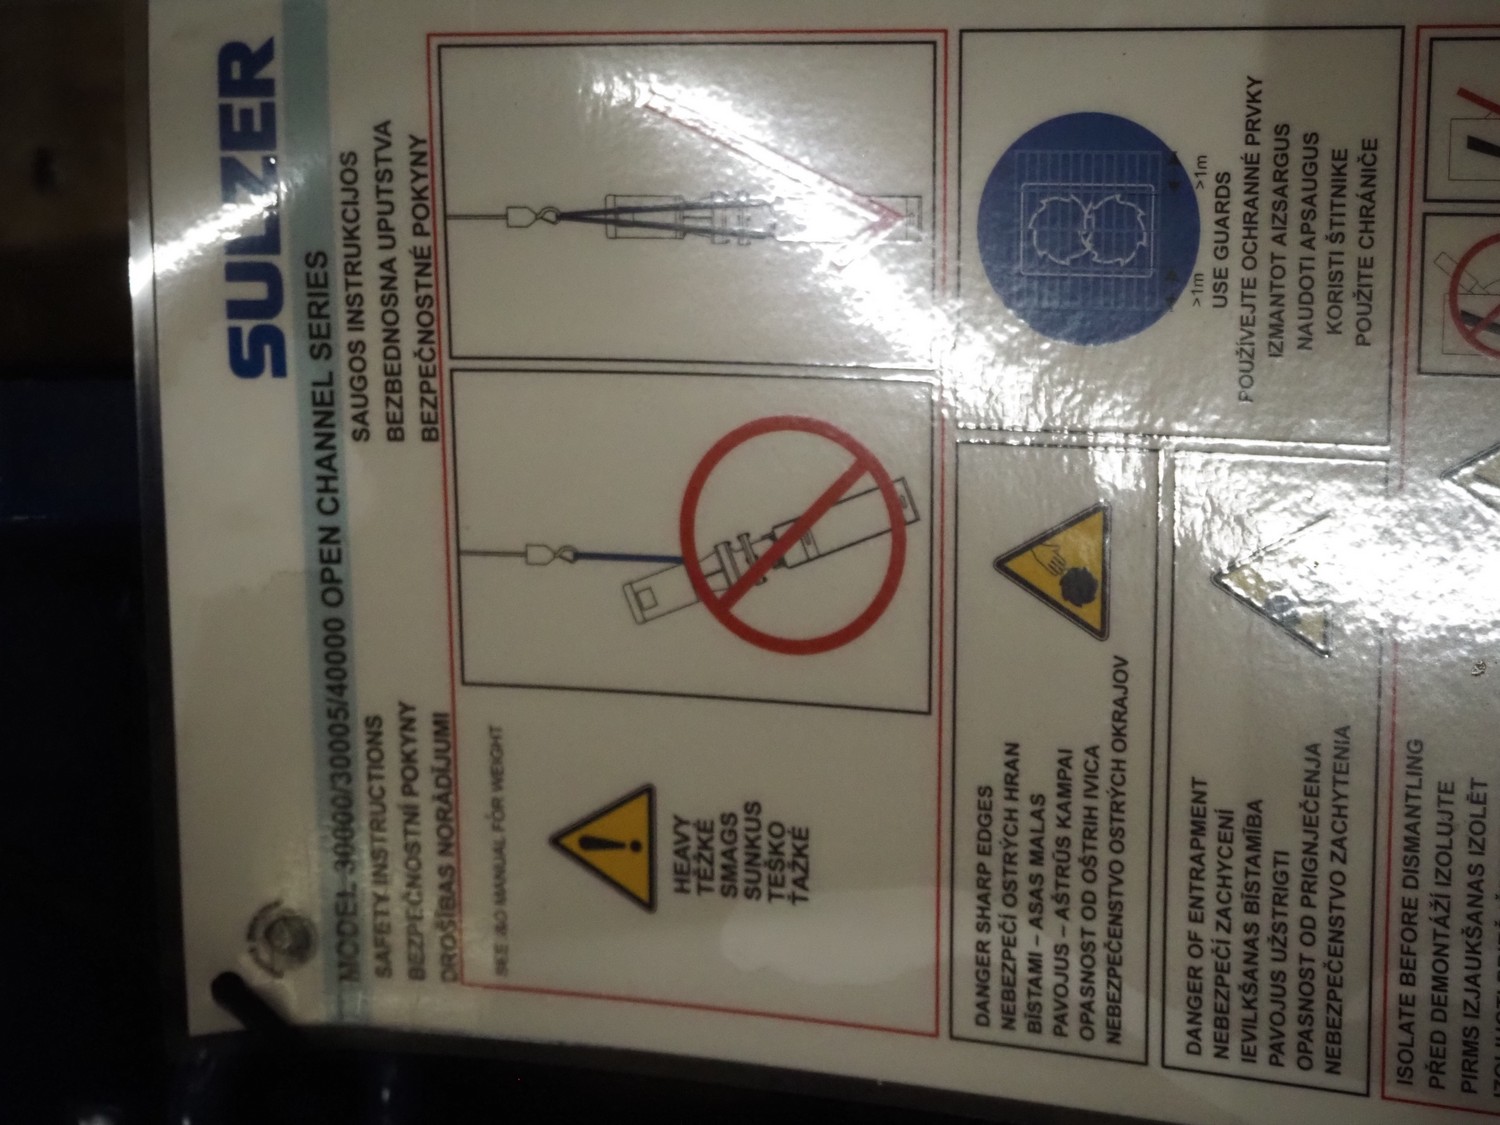 SULZER
MODEL 30000/30005/40000 OPEN CHANNEL SERIES
SAFETY INSTRUCTIONS
BEZPEČNOSTNÍ POKYNY
DROŠĪBAS NORĀDĪJUMI
SAUGOS INSTRUKCIJOS
BEZBEDNOSNA UPUTSTVA
BEZPEČNOSTNÉ POKYNY
SEE I&O MANUAL FOR WEIGHT
HEAVY
TĚŽKÉ
SMAGS
SUNKUS
TEŠKO
ŤAŽKÉ
DANGER SHARP EDGES
NEBEZPEČÍ OSTRÝCH HRAN
BĪSTAMI – ASAS MALAS
PAVOJUS – AŠTRŪS KAMPAI
OPASNOST OD OŠTRIH IVICA
NEBEZPEČENSTVO OSTRÝCH OKRAJOV
>1m
>1m
USE GUARDS
POUŽÍVEJTE OCHRANNÉ PRVKY
IZMANTOT AIZSARGUS
NAUDOTI APSAUGUS
KORISTI ŠTITNIKE
POUŽITE CHRÁNIČE
DANGER OF ENTRAPMENT
NEBEZPEČÍ ZACHYCENÍ
IEVILKŠANAS BĪSTAMĪBA
PAVOJUS UŽSTRIGTI
OPASNOST OD PRIGNJEČENJA
NEBEZPEČENSTVO ZACHYTENIA
ISOLATE BEFORE DISMANTLING
PŘED DEMONTÁŽÍ IZOLUJTE
PIRMS IZJAUKŠANAS IZOLĒT